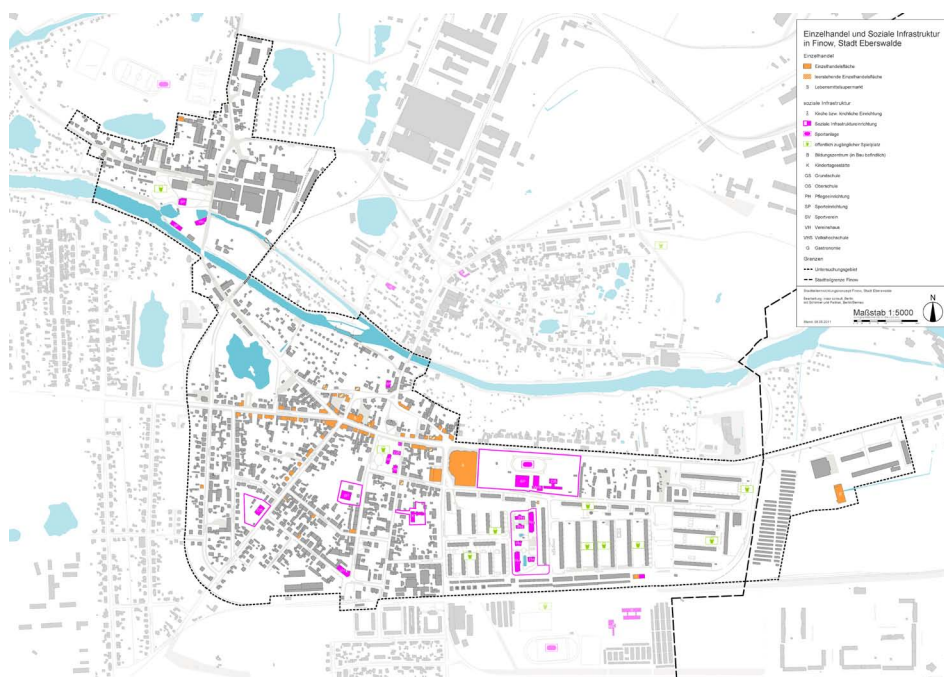 Einzelhandel und Soziale Infrastruktur
in Finow, Stadt Eberswalde
Einzelhandel
Einzelhandelsfläche
leerstehende Einzelhandelsfläche
S Lebensmittelsupermarkt
soziale Infrastruktur
Kirche bzw. kirchliche Einrichtung
Soziale Infrastruktureinrichtung
Sportanlage
öffentlich zugänglicher Spielplatz
B Bildungszentrum (im Bau befindlich)
K Kindertagesstätte
GS Grundschule
OS Oberschule
PH Pflegeeinrichtung
SP Sporteinrichtung
SV Sportverein
VH Vereinshaus
VHS Volkshochschule
G Gastronomie
Grenzen
Untersuchungsgebiet
Stadtteilgrenze Finow
Maßstab 1:5000
N